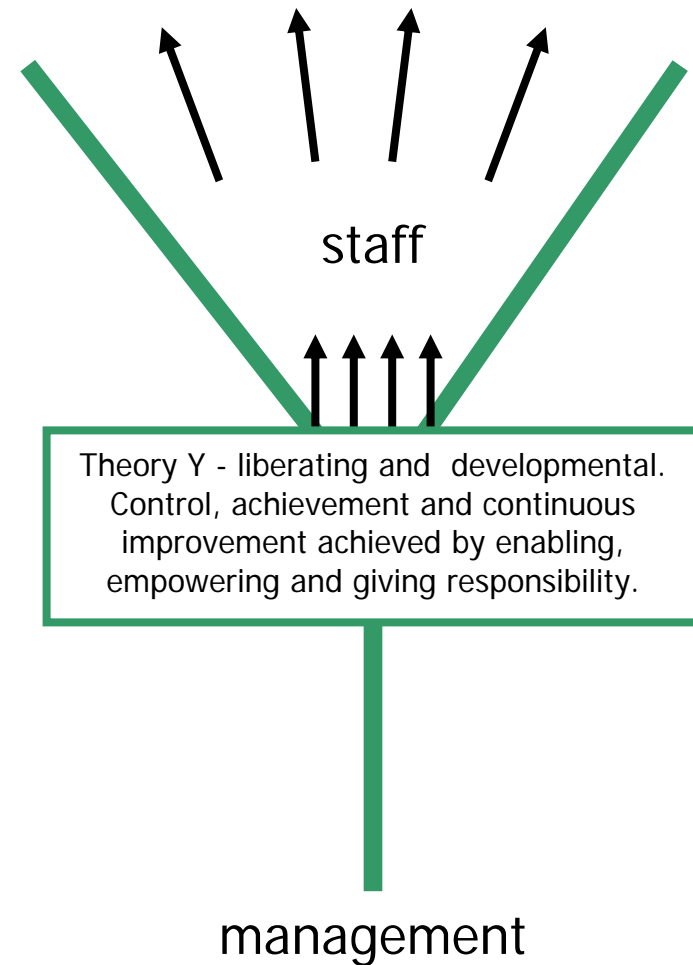 staff
Theory Y - liberating and  developmental.
Control, achievement and continuous
improvement achieved by enabling,
empowering and giving responsibility.
management